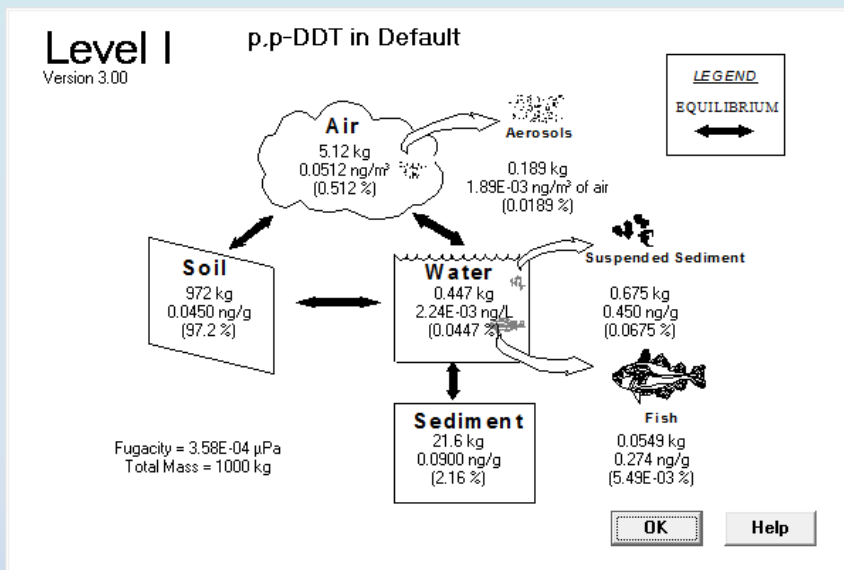 Level I
Version 3.00
p,p-DDT in Default
LEGEND
EQUILIBRIUM
Air
5.12 kg
0.0512 ng/m³
(0.512 %)
Aerosols
0.189 kg
1.89E-03 ng/m³ of air
(0.0189 %)
Soil
972 kg
0.0450 ng/g
(97.2 %)
Water
0.447 kg
2.24E-03 ng/L
(0.0447 %)
Suspended Sediment
0.675 kg
0.450 ng/g
(0.0675 %)
Sediment
21.6 kg
0.0900 ng/g
(2.16 %)
Fish
0.0549 kg
0.274 ng/g
(5.49E-03 %)
Fugacity = 3.58E-04 µPa
Total Mass = 1000 kg
OK
Help